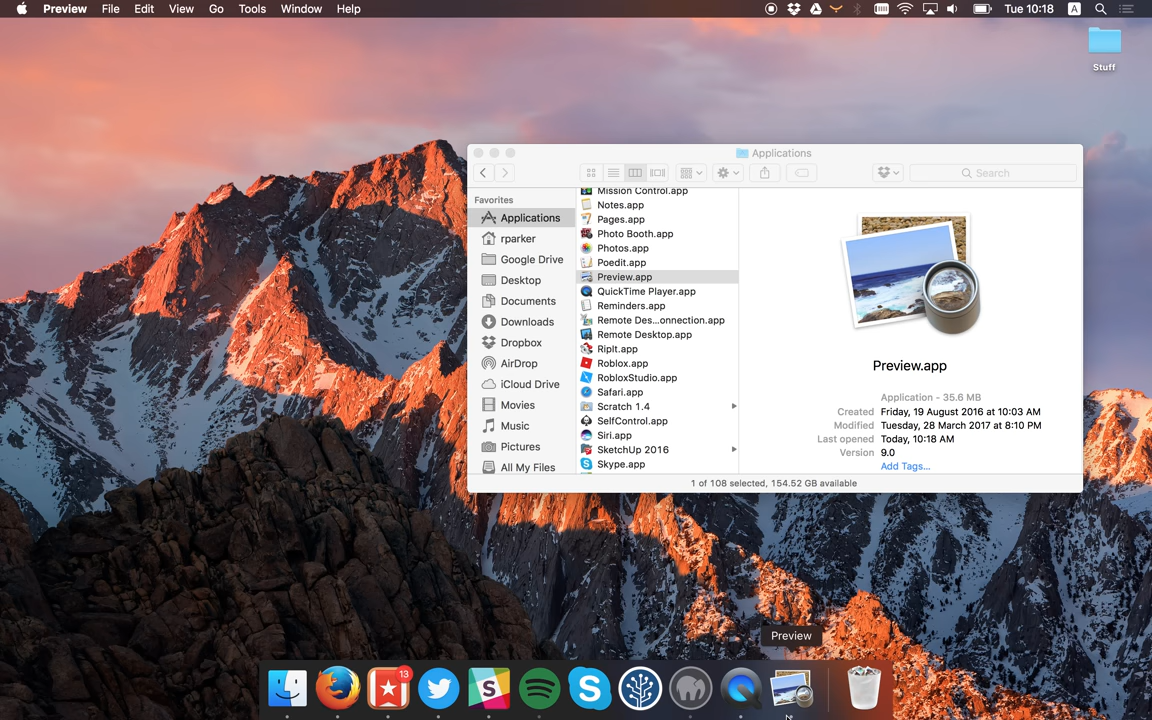 Preview File Edit View Go Tools Window Help
Tue 10:18 A
Stuff
Applications
Search
Favorites
Applications
rparker
Google Drive
Desktop
Documents
Downloads
Dropbox
AirDrop
iCloud Drive
Movies
Music
Pictures
All My Files
Mission Control.app
Notes.app
Pages.app
Photo Booth.app
Photos.app
Poedit.app
Preview.app
QuickTime Player.app
Reminders.app
Remote Des...onnection.app
Remote Desktop.app
RipIt.app
Roblox.app
RobloxStudio.app
Safari.app
Scratch 1.4
SelfControl.app
Siri.app
SketchUp 2016
Skype.app
Preview.app
Application - 35.6 MB
Created Friday, 19 August 2016 at 10:03 AM
Modified Tuesday, 28 March 2017 at 8:10 PM
Last opened Today, 10:18 AM
Version 9.0
Add Tags...
1 of 108 selected, 154.52 GB available
Preview
13
S
S